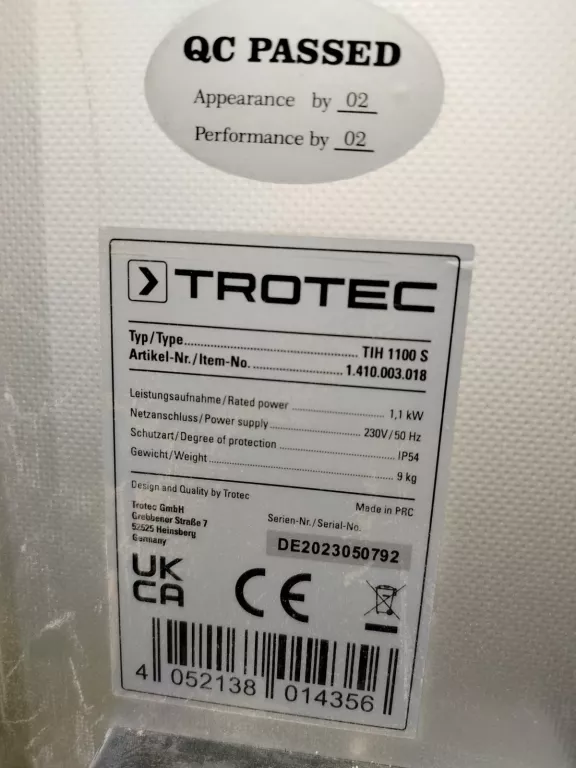 QC PASSED
Appearance by 02
Performance by 02
TROTEC
Typ/Type TIH 1100 S
Artikel-Nr./Item-No. 1.410.003.018
Leistungsaufnahme/Rated power 1,1 kW
Netzanschluss/Power supply 230V/50 Hz
Schutzart/Degree of protection IP54
Gewicht/Weight 9 kg
Design and Quality by Trotec
Made in PRC
Trotec GmbH
Grebbener Straße 7
52525 Heinsberg
Germany
Serien-Nr./Serial-No.
DE2023050792
UK
CA
CE
4 052138 014356